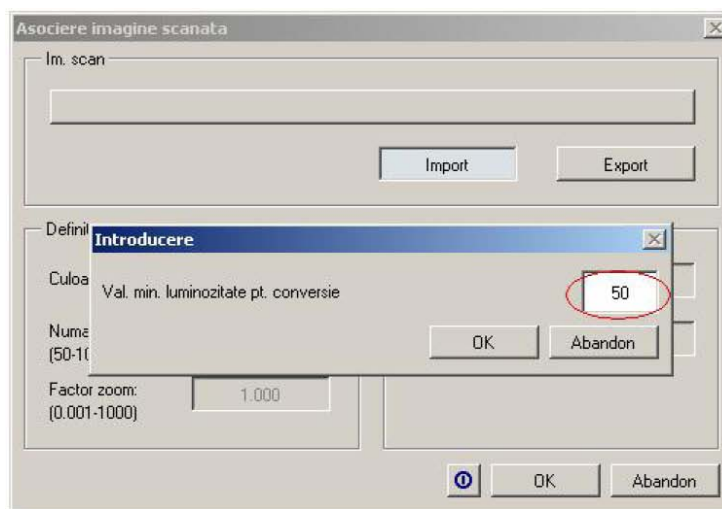 Asociere imagine scanata
Im. scan
Import
Export
Introducere
Val. min. luminozitate pt. conversie
50
OK
Abandon
Factor zoom:
(0.001-1000)
1.000
OK
Abandon